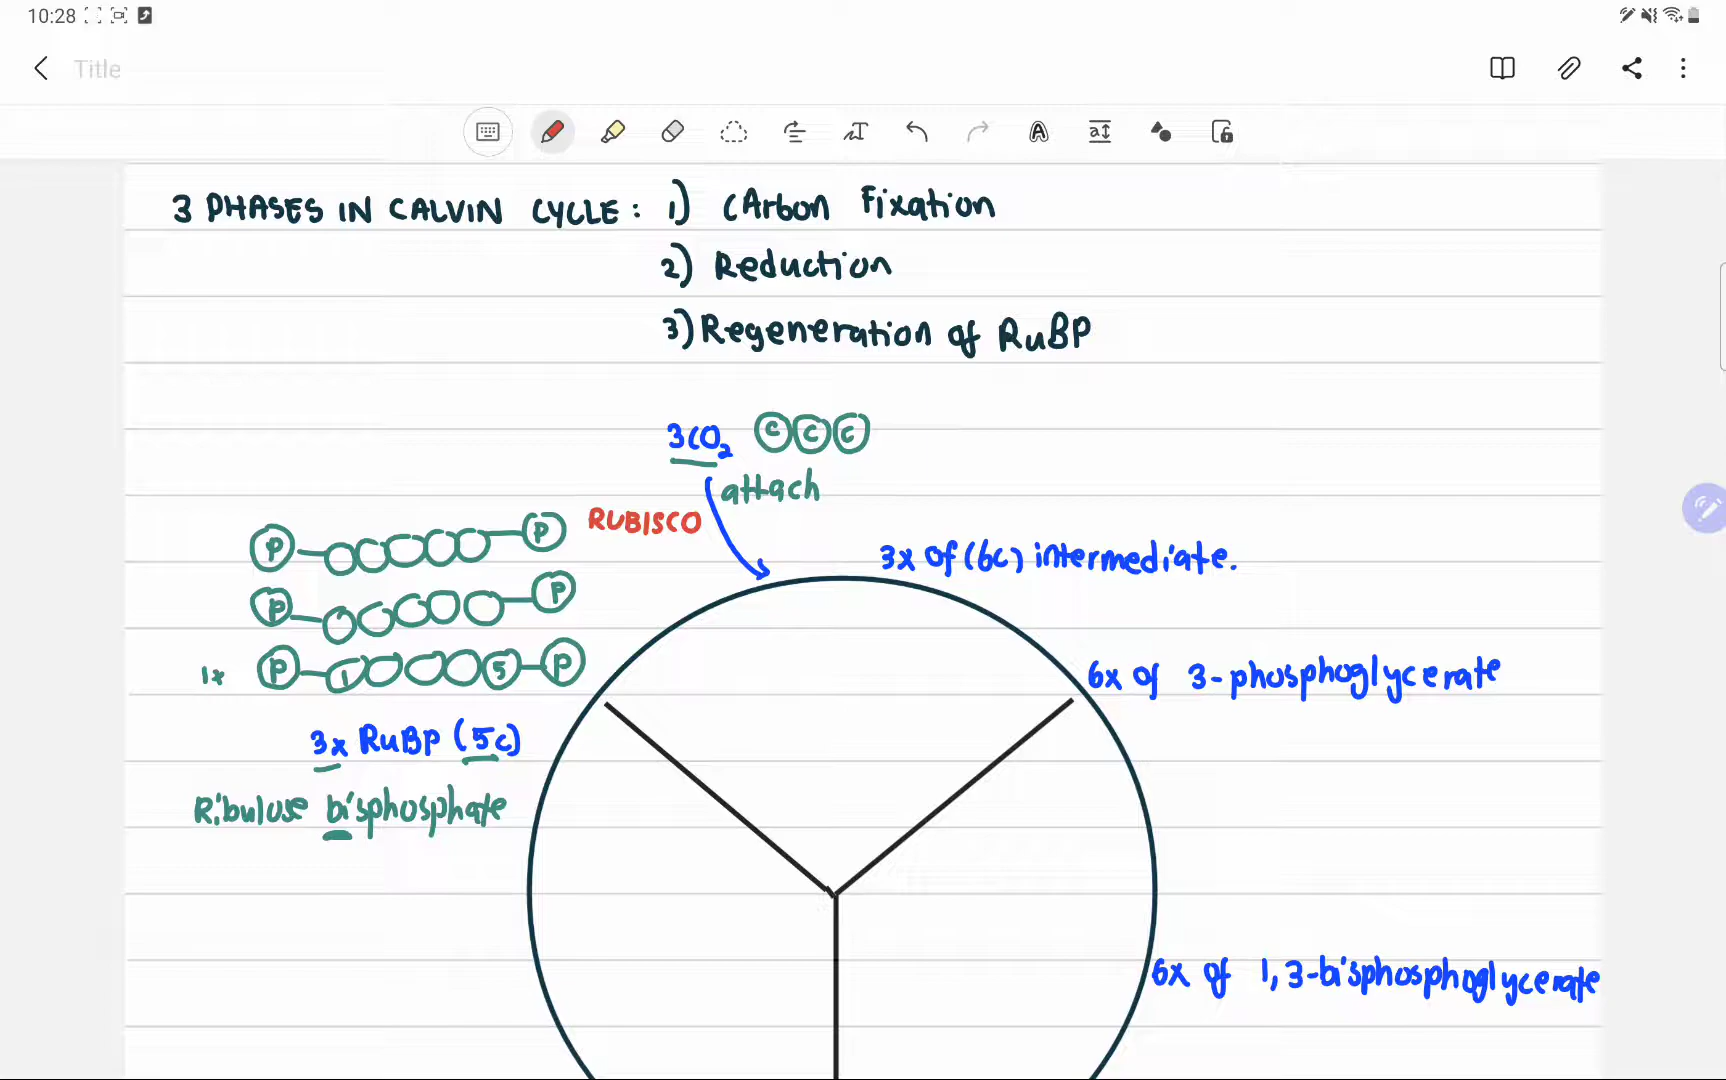 10:28
Title
3 PHASES IN CALVIN CYCLE: 1) CArbon Fixation
2) Reduction
3) Regeneration of RuBP
3CO2 C C C
attach
RUBISCO
P P
3x of (6c) intermediate.
P P
1x P 1 5 P
6x of 3-phosphoglycerate
3x RuBP (5c)
Ribulose bisphosphate
6x of 1,3-bisphosphoglycerate